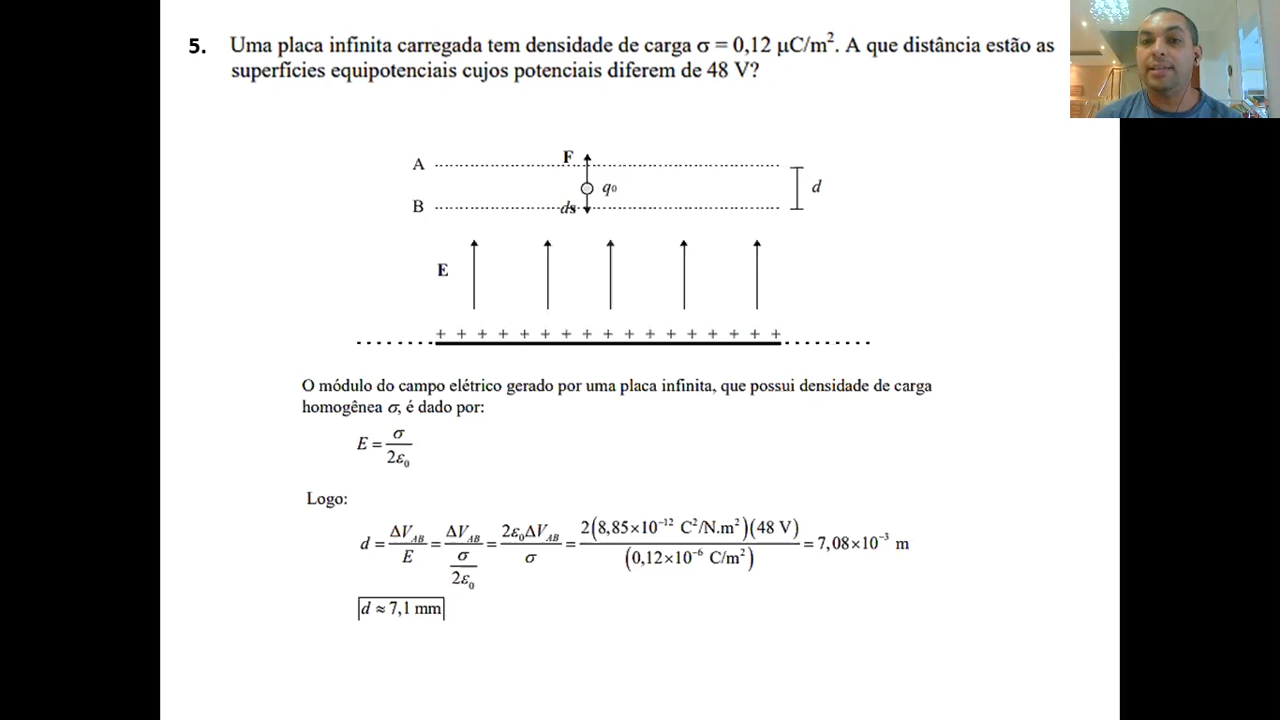 5. Uma placa infinita carregada tem densidade de carga σ = 0,12 μC/m². A que distância estão as
superfícies equipotenciais cujos potenciais diferem de 48 V?
A F
q₀ d
B ds
E
+ + + + + + + + + + + + + + + + +
O módulo do campo elétrico gerado por uma placa infinita, que possui densidade de carga
homogênea σ, é dado por:
E = σ/2ε₀
Logo:
d = ΔV_AB/E = ΔV_AB/(σ/2ε₀) = 2ε₀ΔV_AB/σ = 2(8,85×10⁻¹² C²/N.m²)(48 V)/(0,12×10⁻⁶ C/m²) = 7,08×10⁻³ m
d ≈ 7,1 mm